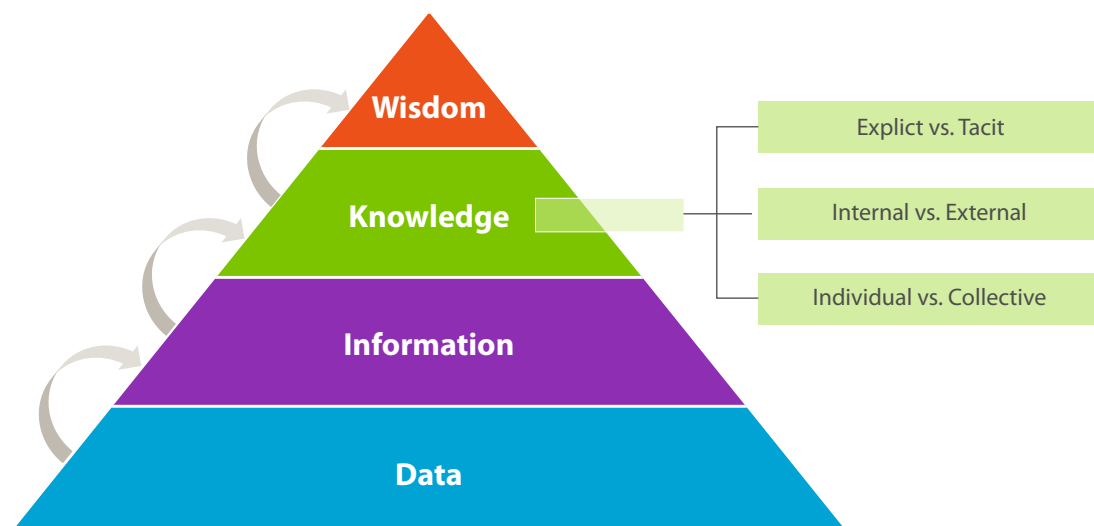 Wisdom
Knowledge
Information
Data
Explict vs. Tacit
Internal vs. External
Individual vs. Collective